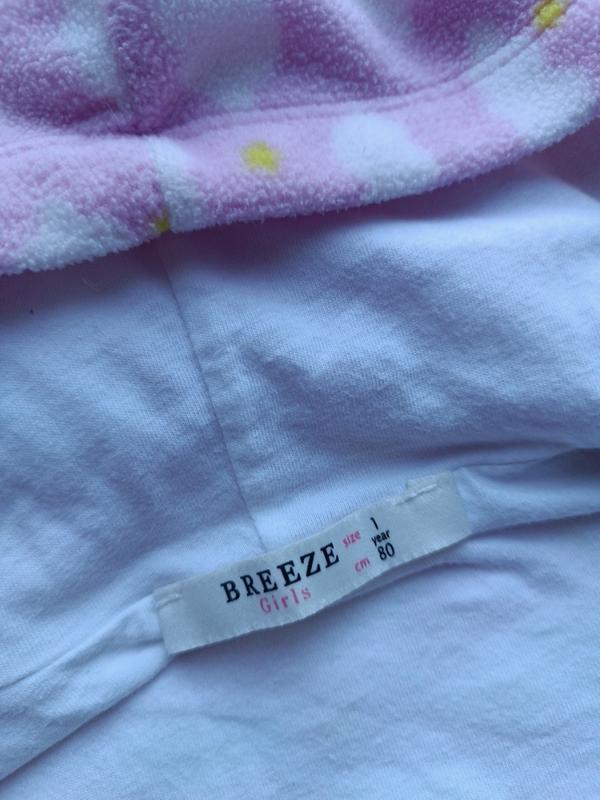 BREEZE
Girls
size 1 year
cm 80